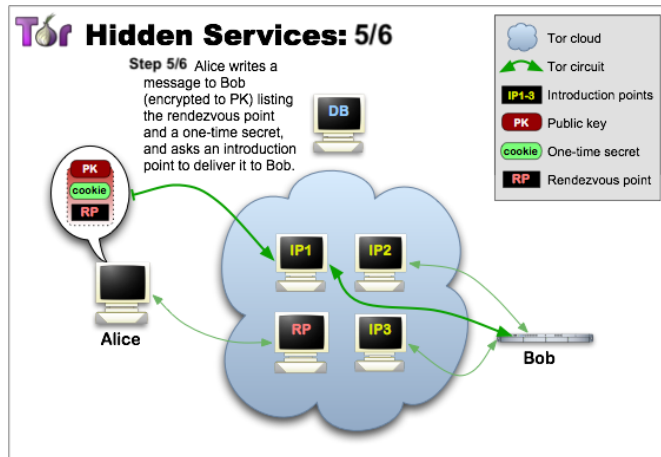 Tor Hidden Services: 5/6
Step 5/6 Alice writes a
message to Bob
(encrypted to PK) listing
the rendezvous point
and a one-time secret,
and asks an introduction
point to deliver it to Bob.
DB
Tor cloud
Tor circuit
IP1-3 Introduction points
PK Public key
cookie One-time secret
RP Rendezvous point
PK
cookie
RP
IP1
IP2
RP
IP3
Alice
Bob